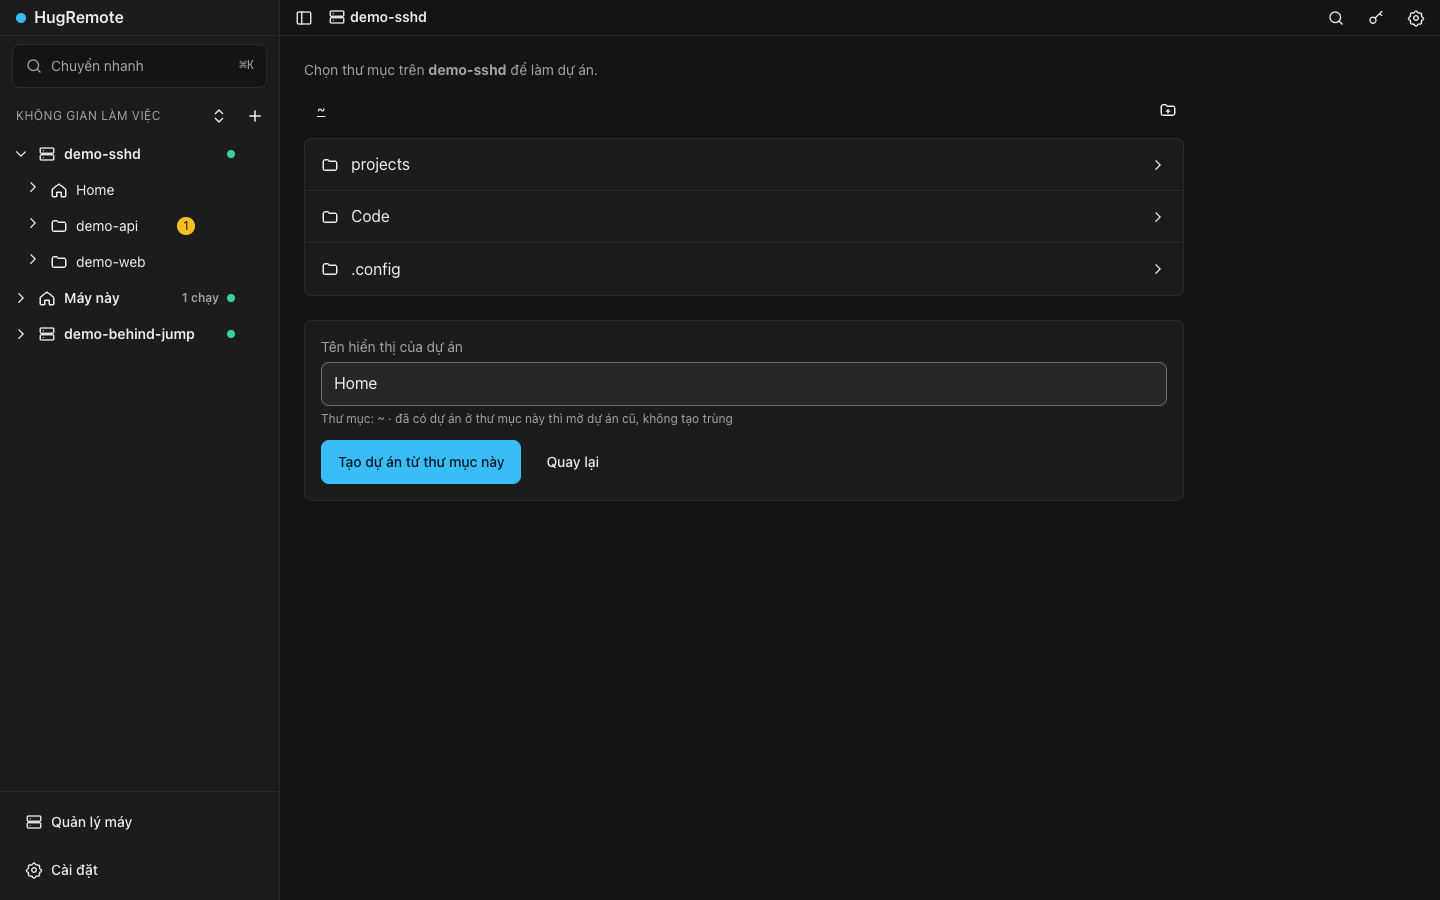 HugRemote
demo-sshd
Chuyển nhanh ⌘K
KHÔNG GIAN LÀM VIỆC
demo-sshd
Home
demo-api 1
demo-web
Máy này 1 chạy
demo-behind-jump
Quản lý máy
Cài đặt
Chọn thư mục trên demo-sshd để làm dự án.
~
projects
Code
.config
Tên hiển thị của dự án
Home
Thư mục: ~ · đã có dự án ở thư mục này thì mở dự án cũ, không tạo trùng
Tạo dự án từ thư mục này Quay lại